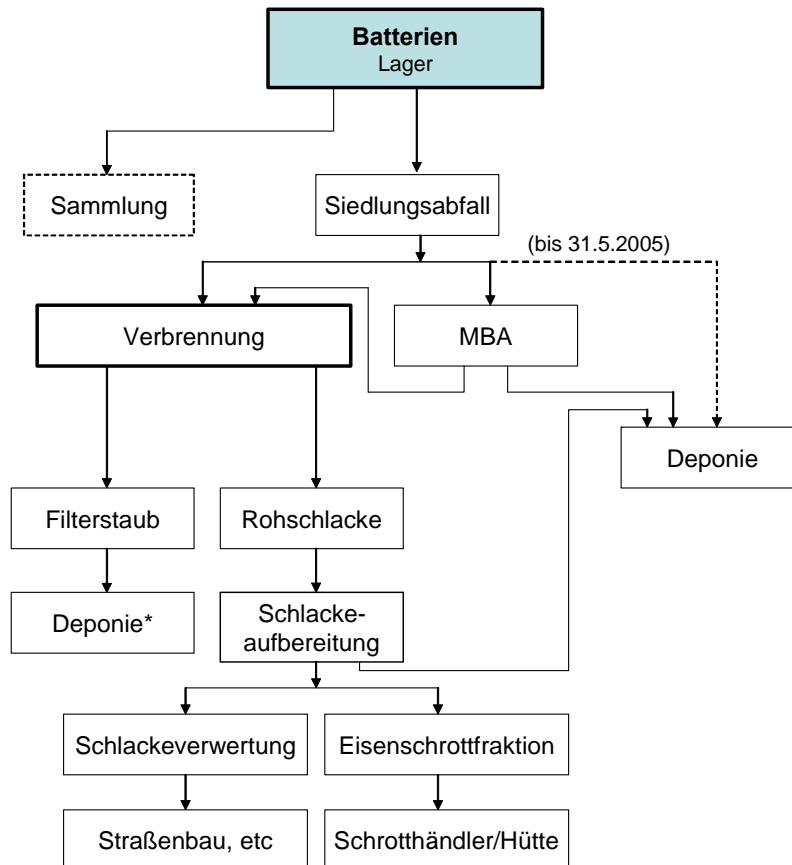 Batterien
Lager
Sammlung
Siedlungsabfall
(bis 31.5.2005)
Verbrennung
MBA
Deponie
Filterstaub
Rohschlacke
Deponie*
Schlacke-
aufbereitung
Schlackeverwertung
Eisenschrottfraktion
Straßenbau, etc
Schrotthändler/Hütte